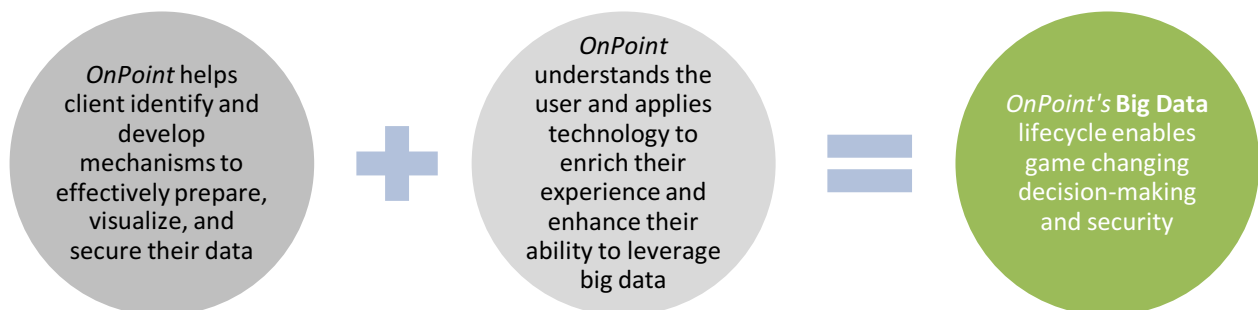 OnPoint helps
client identify and
develop
mechanisms to
effectively prepare,
visualize, and
secure their data
OnPoint
understands the
user and applies
technology to
enrich their
experience and
enhance their
ability to leverage
big data
OnPoint's Big Data
lifecycle enables
game changing
decision-making
and security